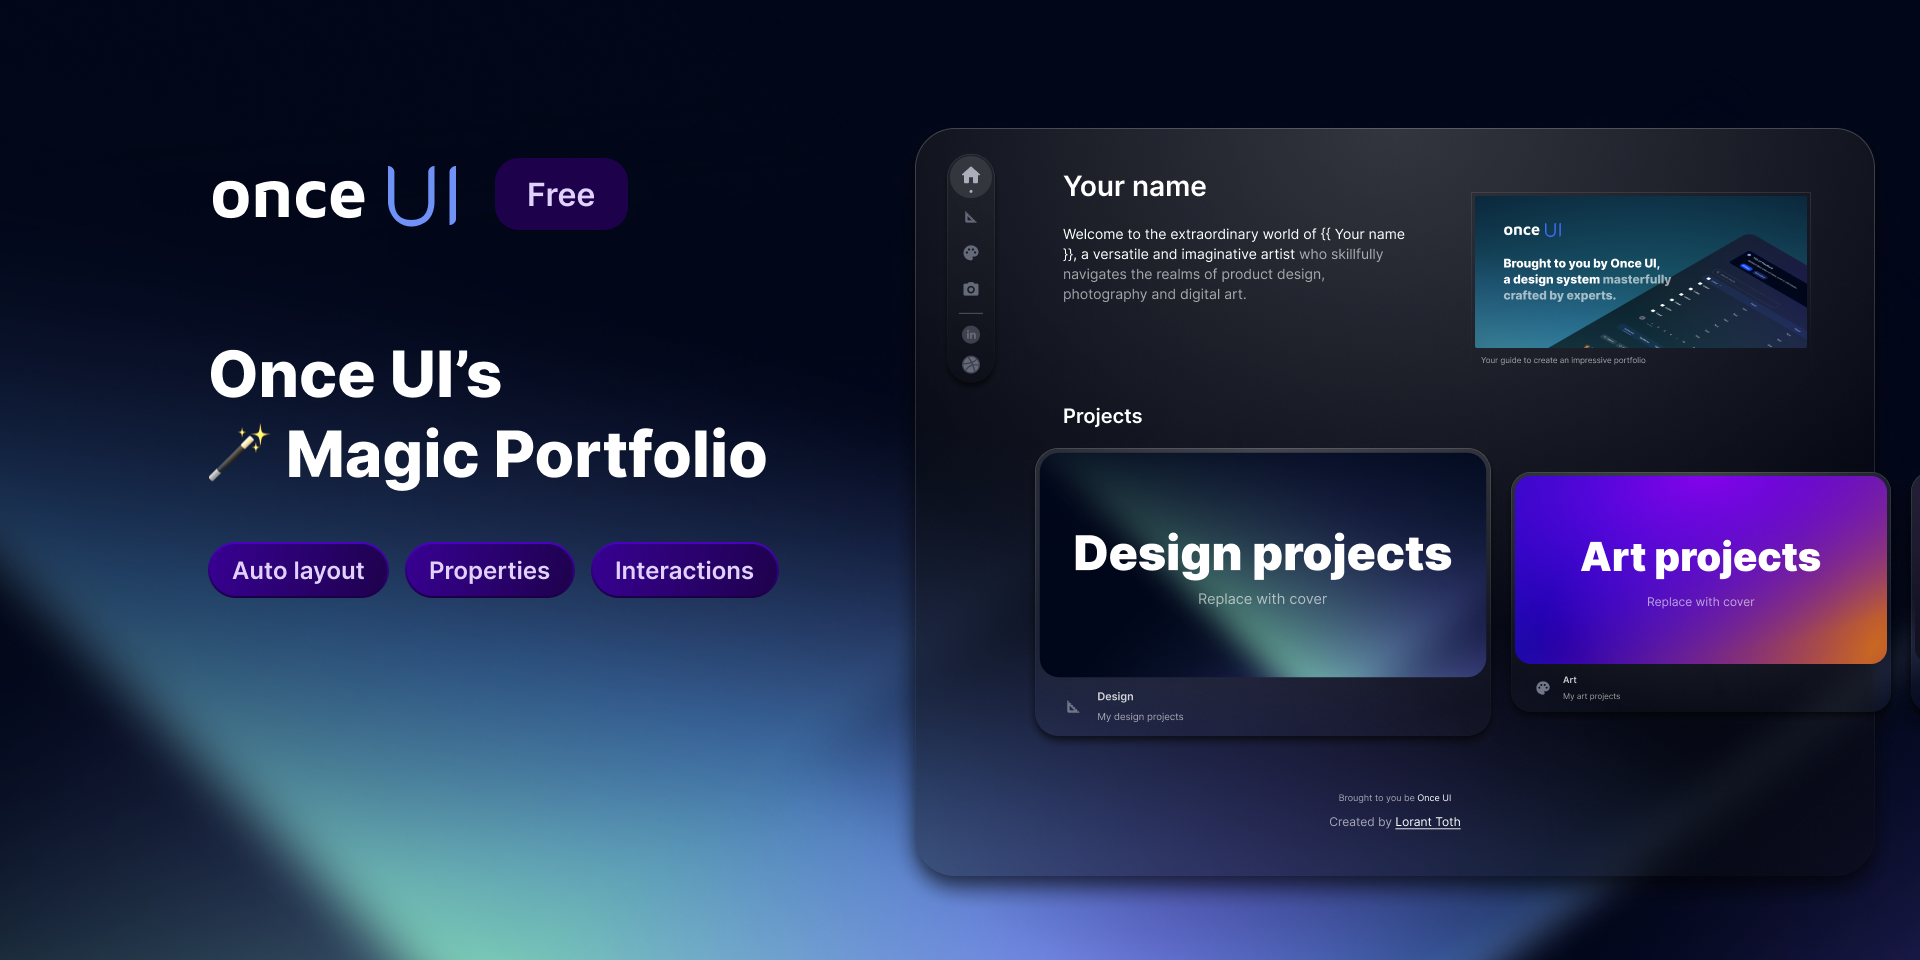 once UI
Free
Once UI’s
Magic Portfolio
Auto layout
Properties
Interactions
Your name
Welcome to the extraordinary world of {{ Your name
}}, a versatile and imaginative artist who skillfully
navigates the realms of product design,
photography and digital art.
once UI
Brought to you by Once UI,
a design system masterfully
crafted by experts.
Your guide to create an impressive portfolio
Projects
Design projects
Replace with cover
Design
My design projects
Art projects
Replace with cover
Art
My art projects
Brought to you be Once UI
Created by Lorant Toth